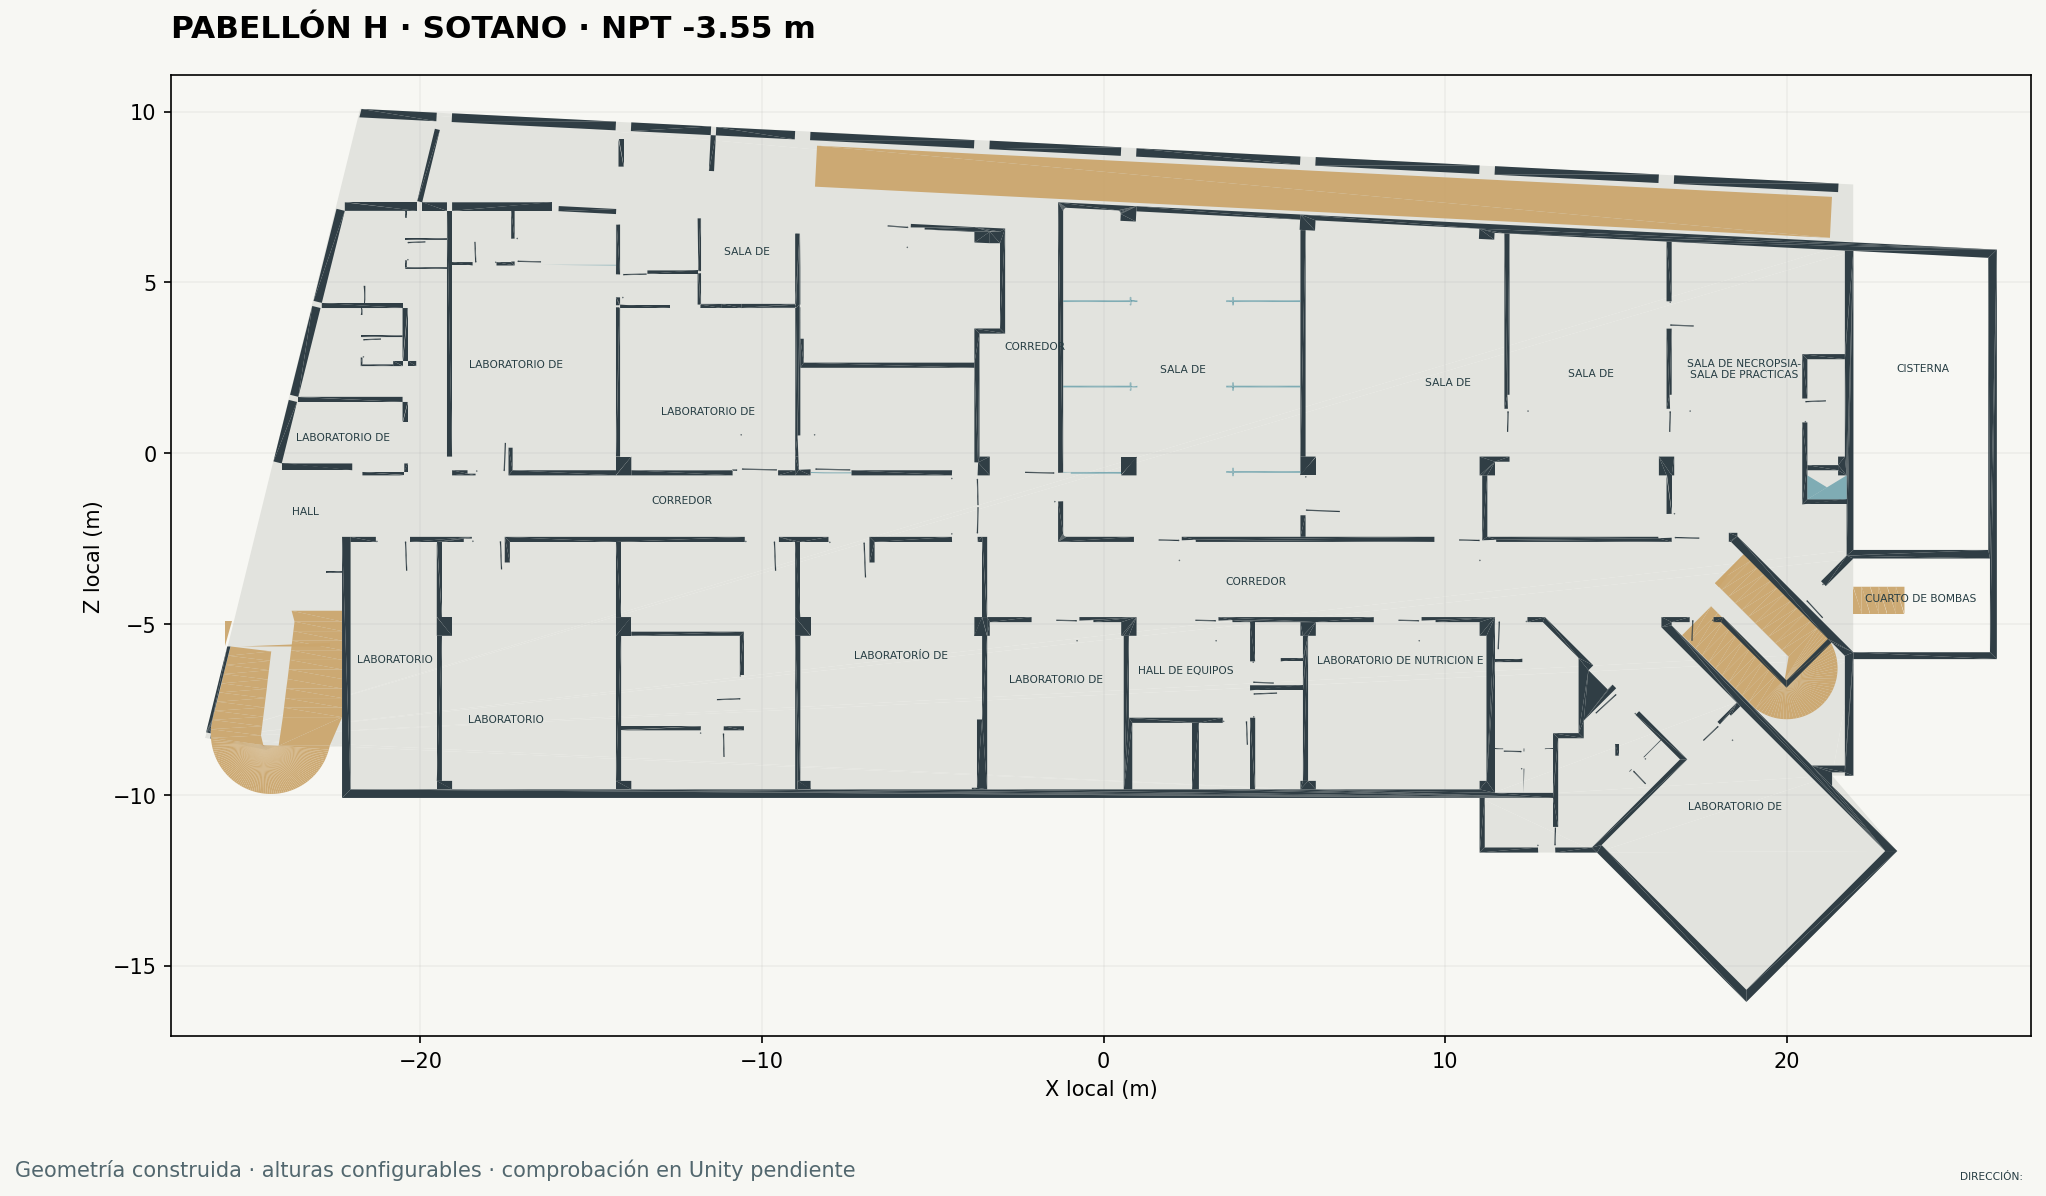 PABELLÓN H · SOTANO · NPT -3.55 m
10
5
0
−5
−10
−15
Z local (m)
SALA DE
CORREDOR
LABORATORIO DE
SALA DE
SALA DE
SALA DE
SALA DE NECROPSIA-
SALA DE PRACTICAS
CISTERNA
LABORATORIO DE
LABORATORIO DE
CORREDOR
HALL
CORREDOR
CUARTO DE BOMBAS
LABORATORIO
LABORATORÍO DE
LABORATORIO DE
HALL DE EQUIPOS
LABORATORIO DE NUTRICION E
LABORATORIO
LABORATORIO DE
−20
−10
0
10
20
X local (m)
Geometría construida · alturas configurables · comprobación en Unity pendiente
DIRECCIÓN: